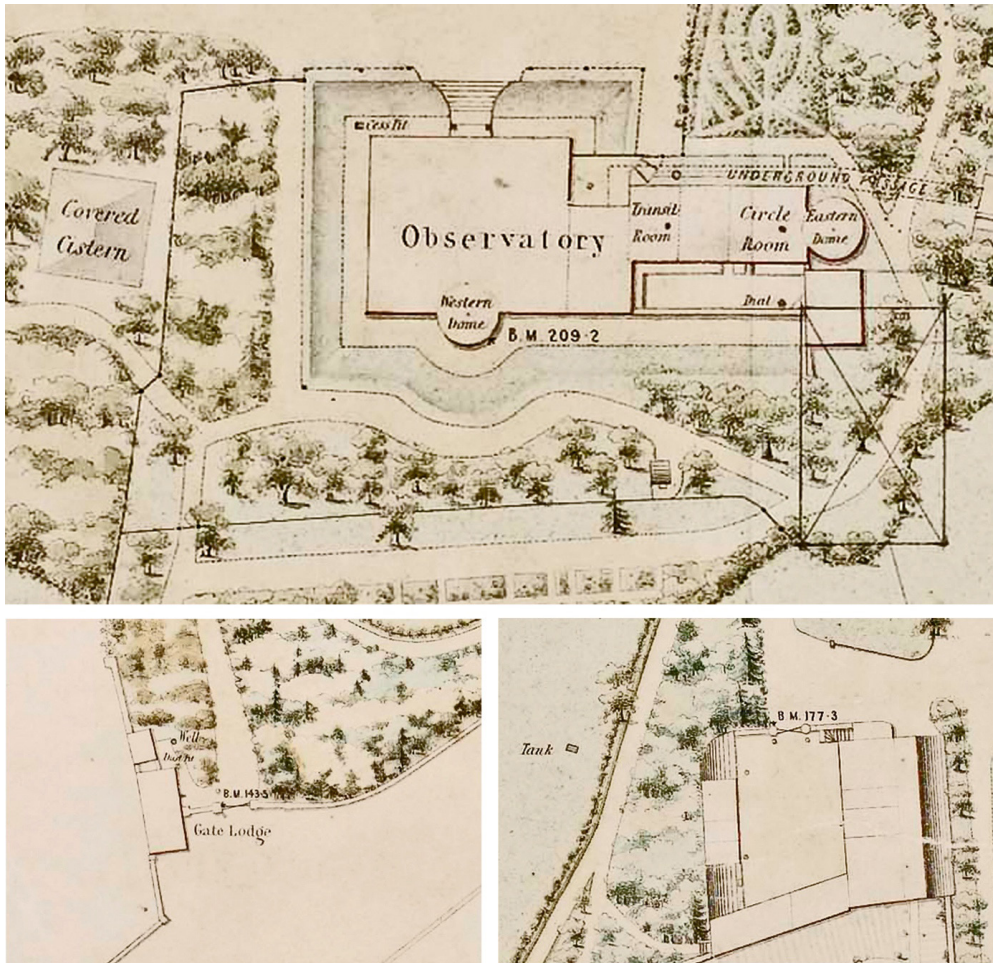 Cess Pit
UNDERGROUND PASSAGE
Covered
Cistern
Observatory
Transit
Room
Circle
Room
Eastern
Dome
Western
Dome
Dial
B.M. 209·2
Well
B.M. 143·5
Gate Lodge
B.M. 177·3
Tank